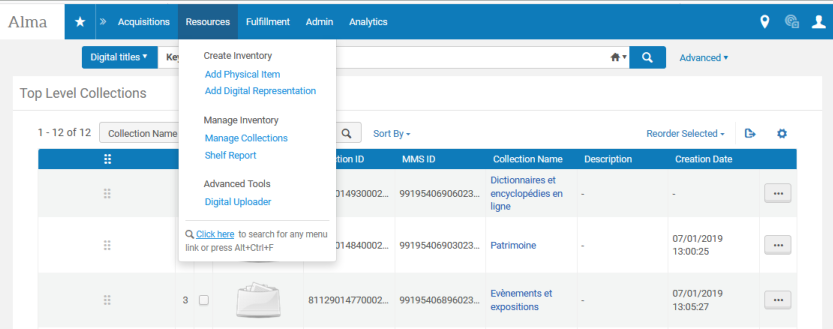 Alma
» Acquisitions Resources Fulfillment Admin Analytics
Digital titles
Advanced
Create Inventory
Add Physical Item
Add Digital Representation
Manage Inventory
Manage Collections
Shelf Report
Advanced Tools
Digital Uploader
Click here to search for any menu
link or press Alt+Ctrl+F
Top Level Collections
1 - 12 of 12 Collection Name Sort By Reorder Selected
MMS ID Collection Name Description Creation Date
Dictionnaires et
014930002... 99195406906023... encyclopédies en - -
ligne
014840002... 99195406903023... Patrimoine - 07/01/2019
13:00:25
3 81129014770002... 99195406896023... Evènements et
expositions - 07/01/2019
13:05:27